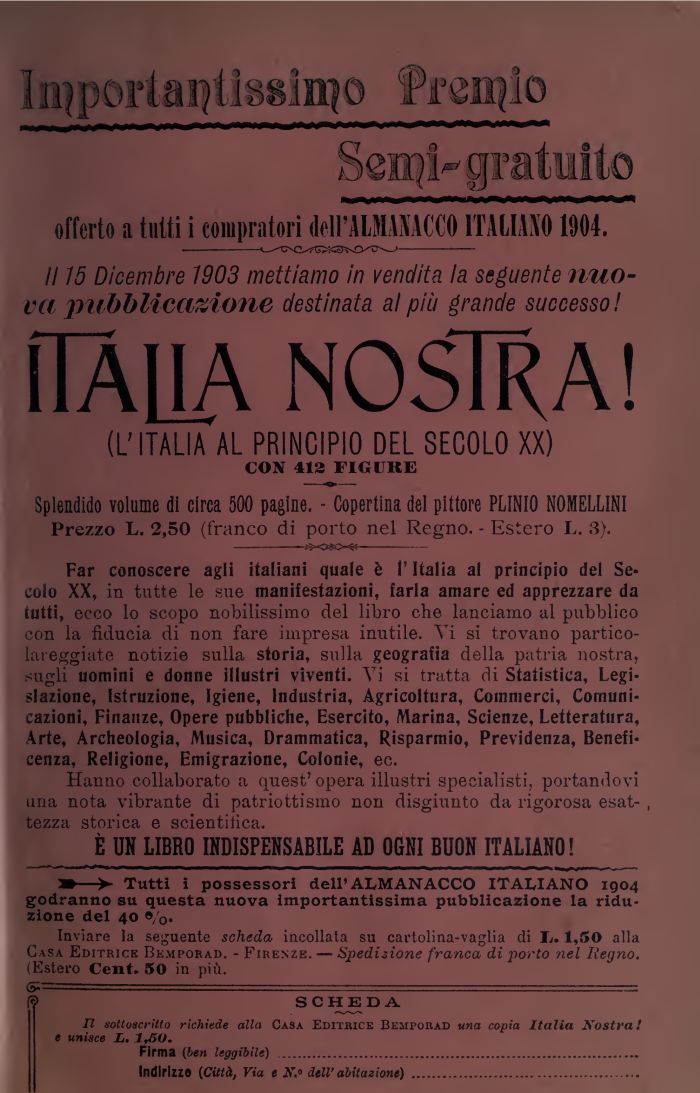 Importantissimo Premio
Semi-gratuito
offerto a tutti i compratori dell'ALMANACCO ITALIANO 1904.
Il 15 Dicembre 1903 mettiamo in vendita la seguente nuo-
va pubblicazione destinata al più grande successo!
ITALIA NOSTRA!
(L'ITALIA AL PRINCIPIO DEL SECOLO XX)
CON 412 FIGURE
Splendido volume di circa 500 pagine. - Copertina del pittore PLINIO NOMELLINI
Prezzo L. 2,50 (franco di porto nel Regno. - Estero L. 3).
Far conoscere agli italiani quale è l'Italia al principio del Se-
colo XX, in tutte le sue manifestazioni, farla amare ed apprezzare da
tutti, ecco lo scopo nobilissimo del libro che lanciamo al pubblico
con la fiducia di non fare impresa inutile. Vi si trovano partico-
lareggiate notizie sulla storia, sulla geografia della patria nostra,
sugli uomini e donne illustri viventi. Vi si tratta di Statistica, Legi-
slazione, Istruzione, Igiene, Industria, Agricoltura, Commerci, Comuni-
cazioni, Finanze, Opere pubbliche, Esercito, Marina, Scienze, Letteratura,
Arte, Archeologia, Musica, Drammatica, Risparmio, Previdenza, Benefi-
cenza, Religione, Emigrazione, Colonie, ec.
Hanno collaborato a quest'opera illustri specialisti, portandovi
una nota vibrante di patriottismo non disgiunto da rigorosa esat-
tezza storica e scientifica.
È UN LIBRO INDISPENSABILE AD OGNI BUON ITALIANO!
Tutti i possessori dell'ALMANACCO ITALIANO 1904
godranno su questa nuova importantissima pubblicazione la ridu-
zione del 40 %.
Inviare la seguente scheda incollata su cartolina-vaglia di L. 1,50 alla
CASA EDITRICE BEMPORAD. - FIRENZE. — Spedizione franca di porto nel Regno.
(Estero Cent. 50 in più.
SCHEDA
Il sottoscritto richiede alla CASA EDITRICE BEMPORAD una copia Italia Nostra!
e unisce L. 1,50.
Firma (ben leggibile)
Indirizzo (Città, Via e N.o dell'abitazione)